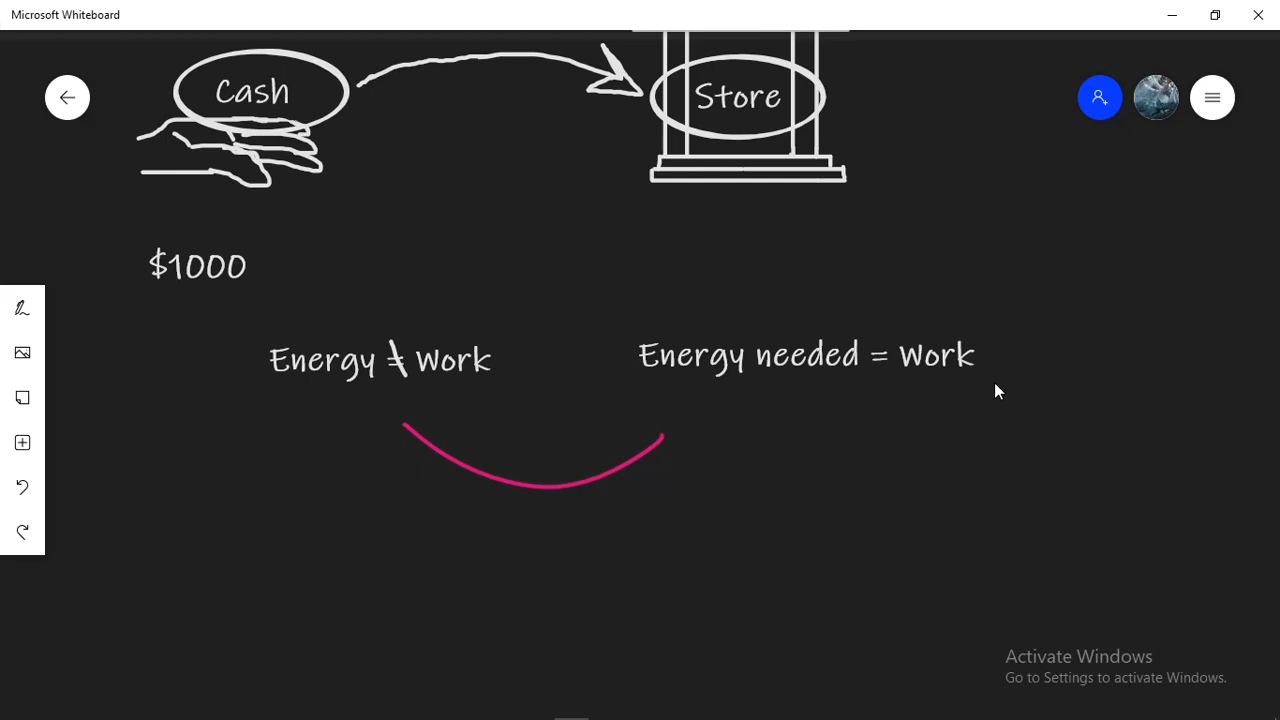 Microsoft Whiteboard
Cash
Store
$1000
Energy ≠ Work
Energy needed = Work
Activate Windows
Go to Settings to activate Windows.